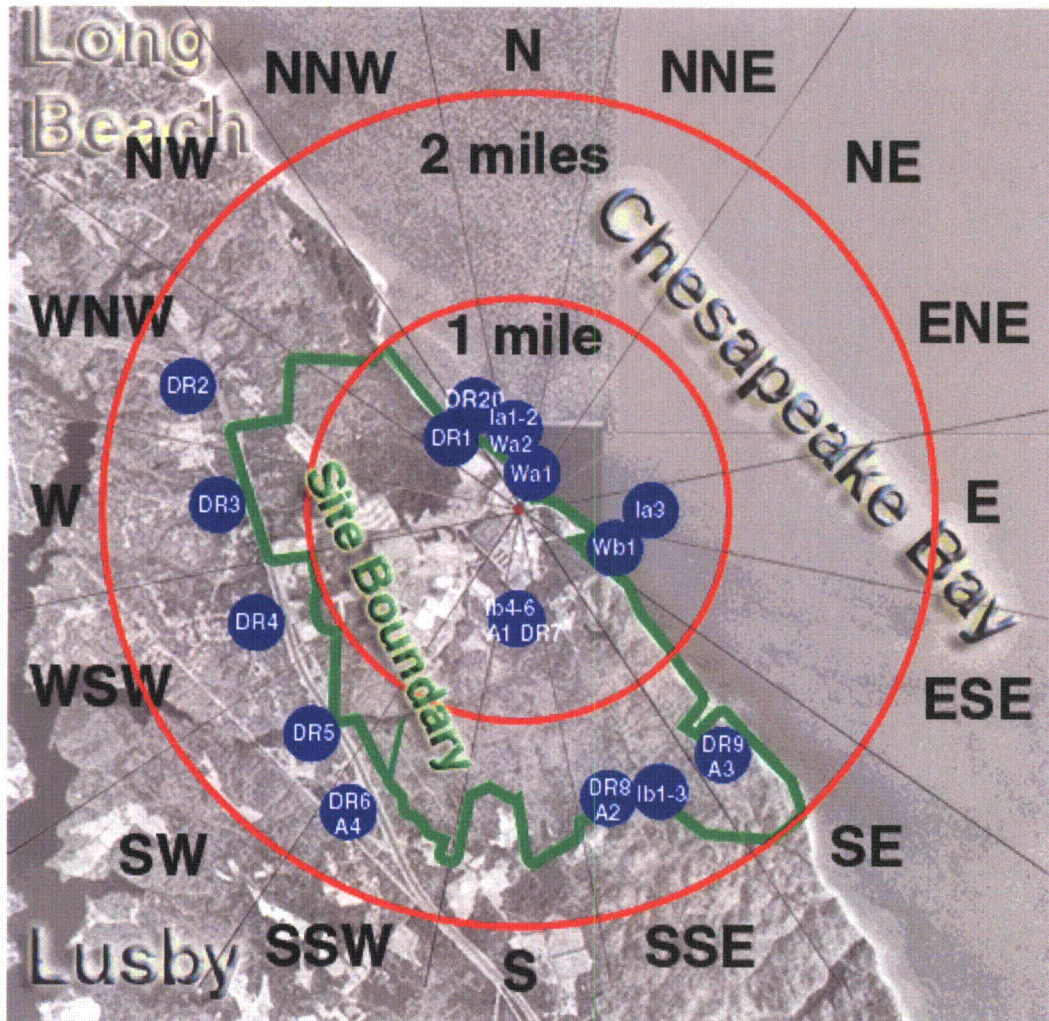 Long
Beach
NNW
N
NNE
NW
2 miles
NE
Chesapeake Bay
WNW
1 mile
ENE
DR2
DR20
Ia1-2
DR1
Wa2
Wa1
W
DR3
Site Boundary
Ia3
E
Wb1
Ib4-6
A1 DR7
DR4
WSW
ESE
DR5
DR9
A3
DR6
A4
DR8
A2
Ib1-3
SW
SE
Lusby
SSW
S
SSE